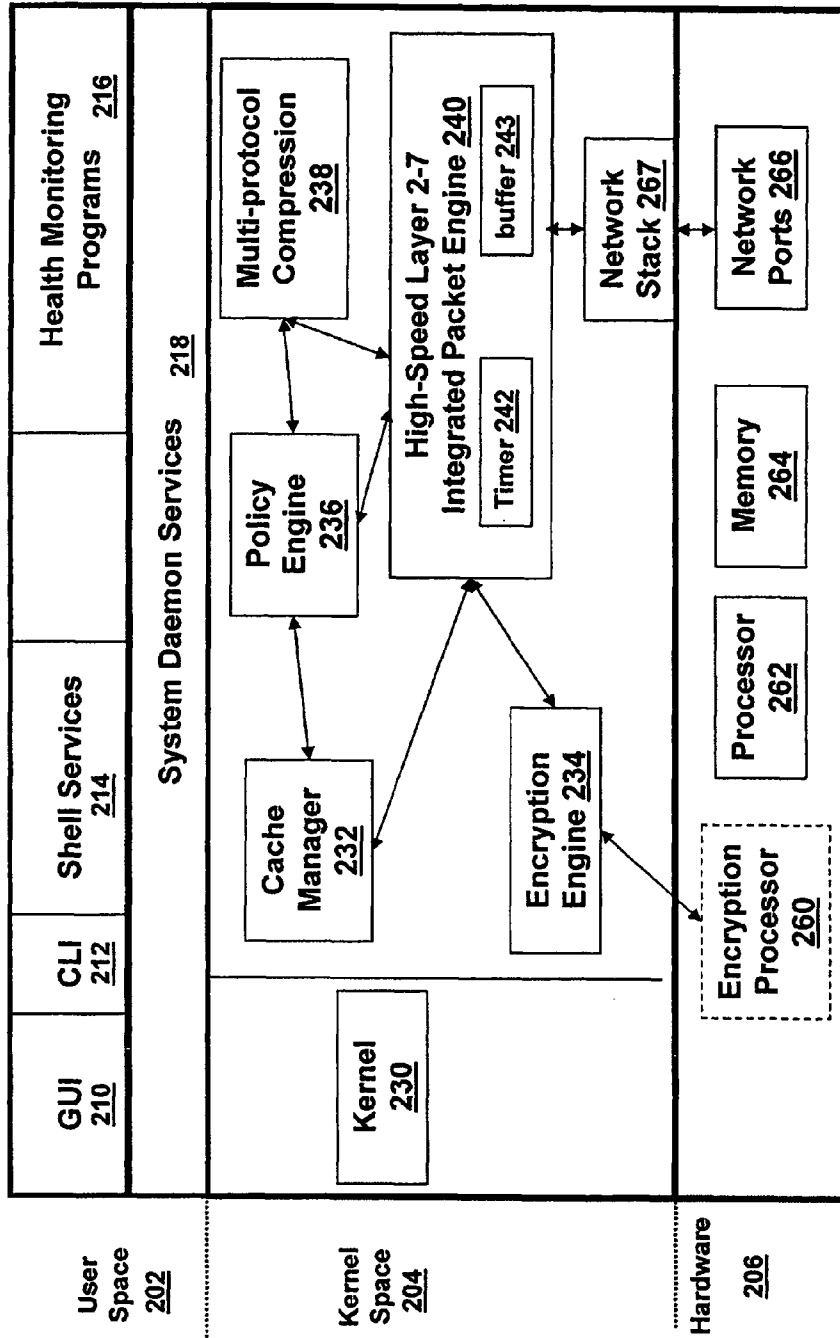 User
Space
202
GUI
210
CLI
212
Shell Services
214
Health Monitoring
Programs
216
System Daemon Services 218
Kernel
Space
204
Kernel
230
Cache
Manager
232
Policy
Engine
236
Multi-protocol
Compression
238
High-Speed Layer 2-7
Integrated Packet Engine 240
Timer 242
buffer 243
Encryption
Engine 234
Network
Stack 267
Hardware
206
Encryption
Processor
260
Processor
262
Memory
264
Network
Ports 266